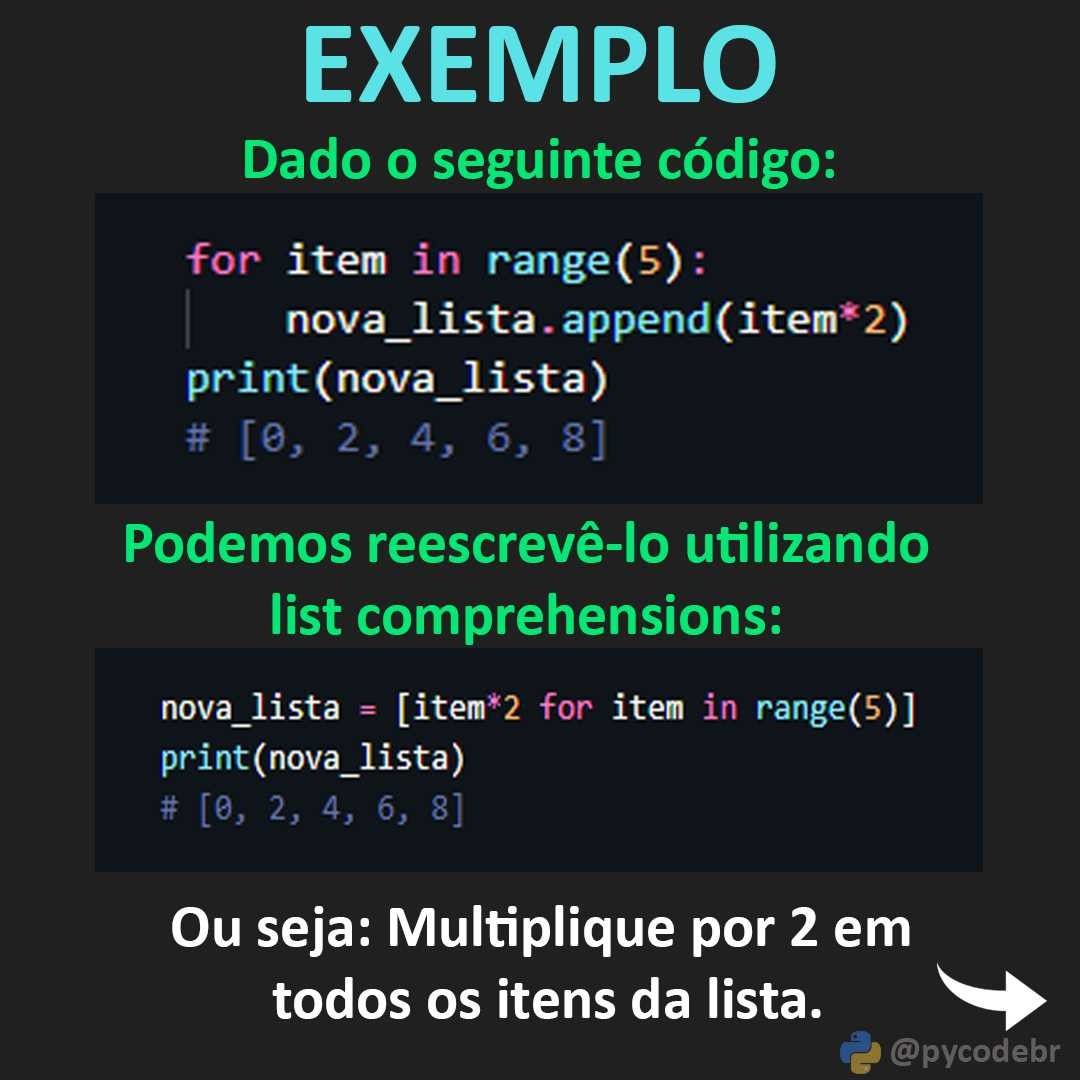 EXEMPLO
Dado o seguinte código:
for item in range(5):
    nova_lista.append(item*2)
print(nova_lista)
# [0, 2, 4, 6, 8]
Podemos reescrevê-lo utilizando
list comprehensions:
nova_lista = [item*2 for item in range(5)]
print(nova_lista)
# [0, 2, 4, 6, 8]
Ou seja: Multiplique por 2 em
todos os itens da lista.
@pycodebr